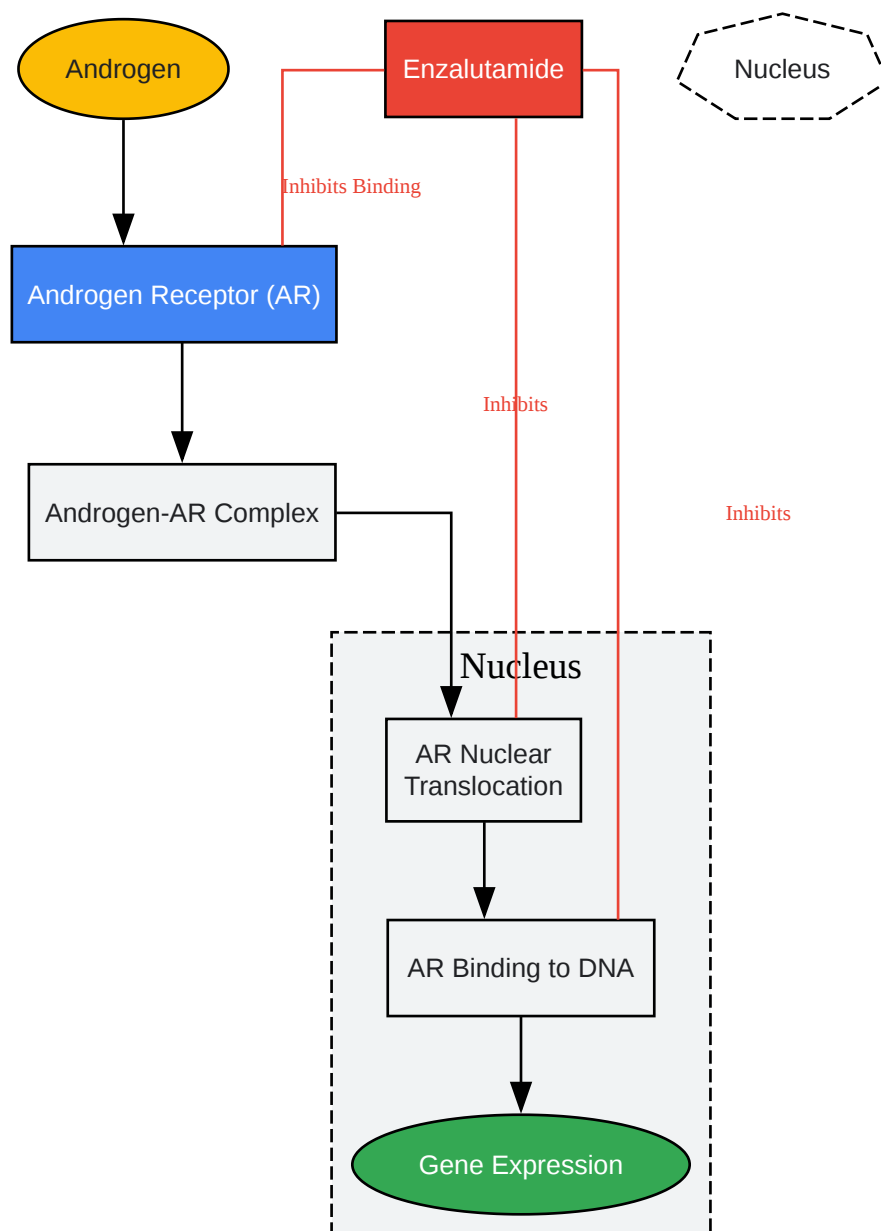 Androgen
Enzalutamide
Nucleus
Inhibits Binding
Androgen Receptor (AR)
Inhibits
Androgen-AR Complex
Inhibits
Nucleus
AR Nuclear
Translocation
AR Binding to DNA
Gene Expression